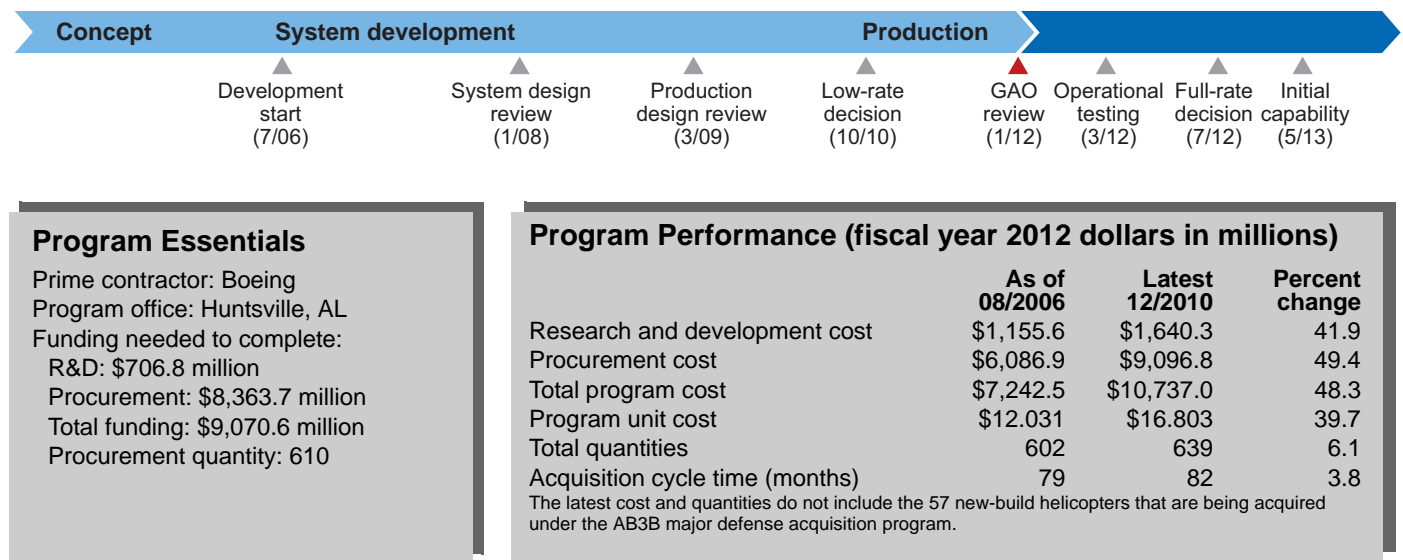 Concept System development Production
Development start (7/06)
System design review (1/08)
Production design review (3/09)
Low-rate decision (10/10)
GAO review (1/12)
Operational testing (3/12)
Full-rate decision (7/12)
Initial capability (5/13)
Program Essentials
Prime contractor: Boeing
Program office: Huntsville, AL
Funding needed to complete:
R&D: $706.8 million
Procurement: $8,363.7 million
Total funding: $9,070.6 million
Procurement quantity: 610
Program Performance (fiscal year 2012 dollars in millions)
As of 08/2006 Latest 12/2010 Percent change
Research and development cost $1,155.6 $1,640.3 41.9
Procurement cost $6,086.9 $9,096.8 49.4
Total program cost $7,242.5 $10,737.0 48.3
Program unit cost $12.031 $16.803 39.7
Total quantities 602 639 6.1
Acquisition cycle time (months) 79 82 3.8
The latest cost and quantities do not include the 57 new-build helicopters that are being acquired
under the AB3B major defense acquisition program.